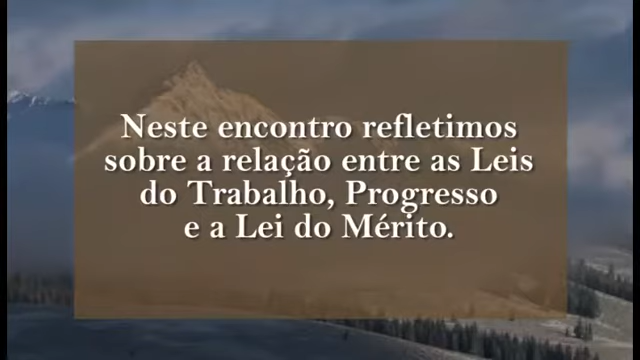 Neste encontro refletimos
sobre a relação entre as Leis
do Trabalho, Progresso
e a Lei do Mérito.